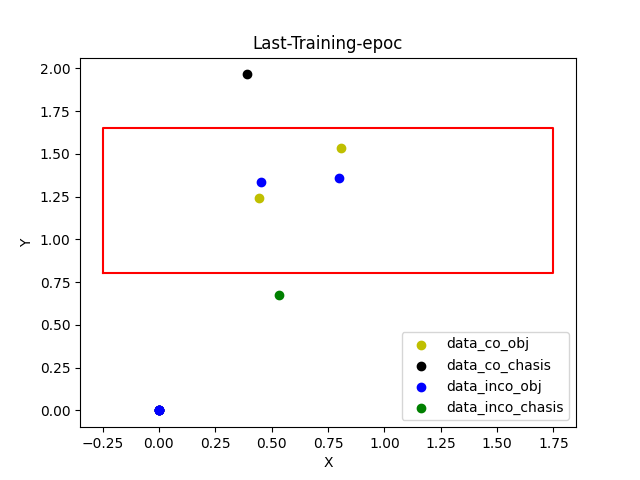 Last-Training-epoc
2.00
1.75
1.50
1.25
1.00
0.75
0.50
0.25
0.00
Y
data_co_obj
data_co_chasis
data_inco_obj
data_inco_chasis
−0.25 0.00 0.25 0.50 0.75 1.00 1.25 1.50 1.75
X